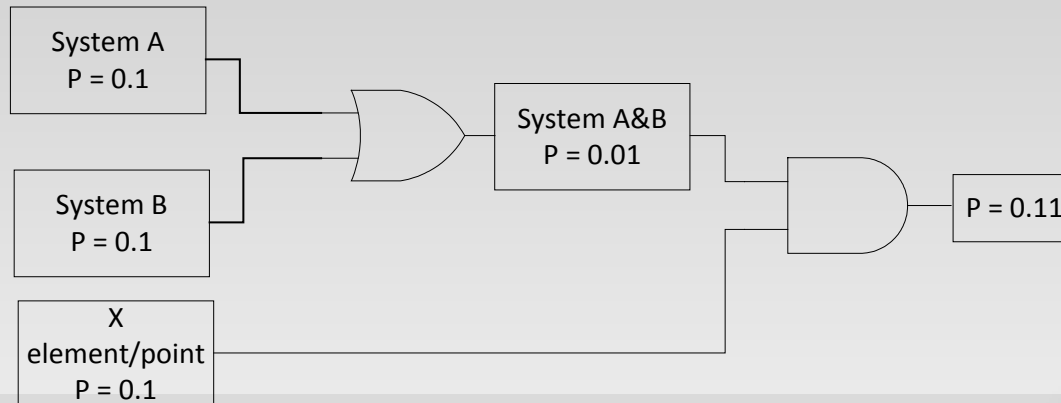 System A
P = 0.1
System B
P = 0.1
X
element/point
P = 0.1
System A&B
P = 0.01
P = 0.11